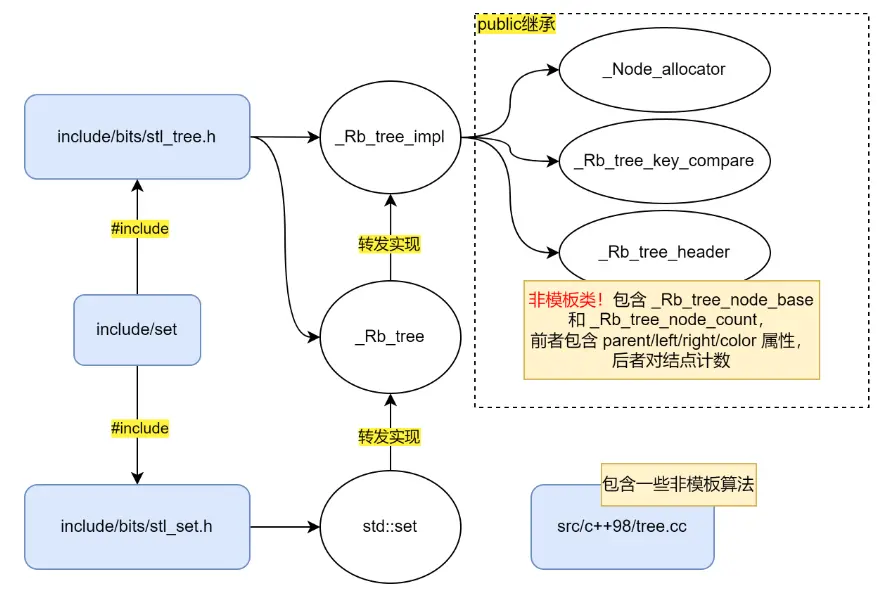 public继承
_Node_allocator
include/bits/stl_tree.h
_Rb_tree_impl
_Rb_tree_key_compare
#include
转发实现
_Rb_tree_header
非模板类！包含 _Rb_tree_node_base
和 _Rb_tree_node_count，
前者包含 parent/left/right/color 属性，
后者对结点计数
include/set
_Rb_tree
#include
转发实现
包含一些非模板算法
include/bits/stl_set.h
std::set
src/c++98/tree.cc